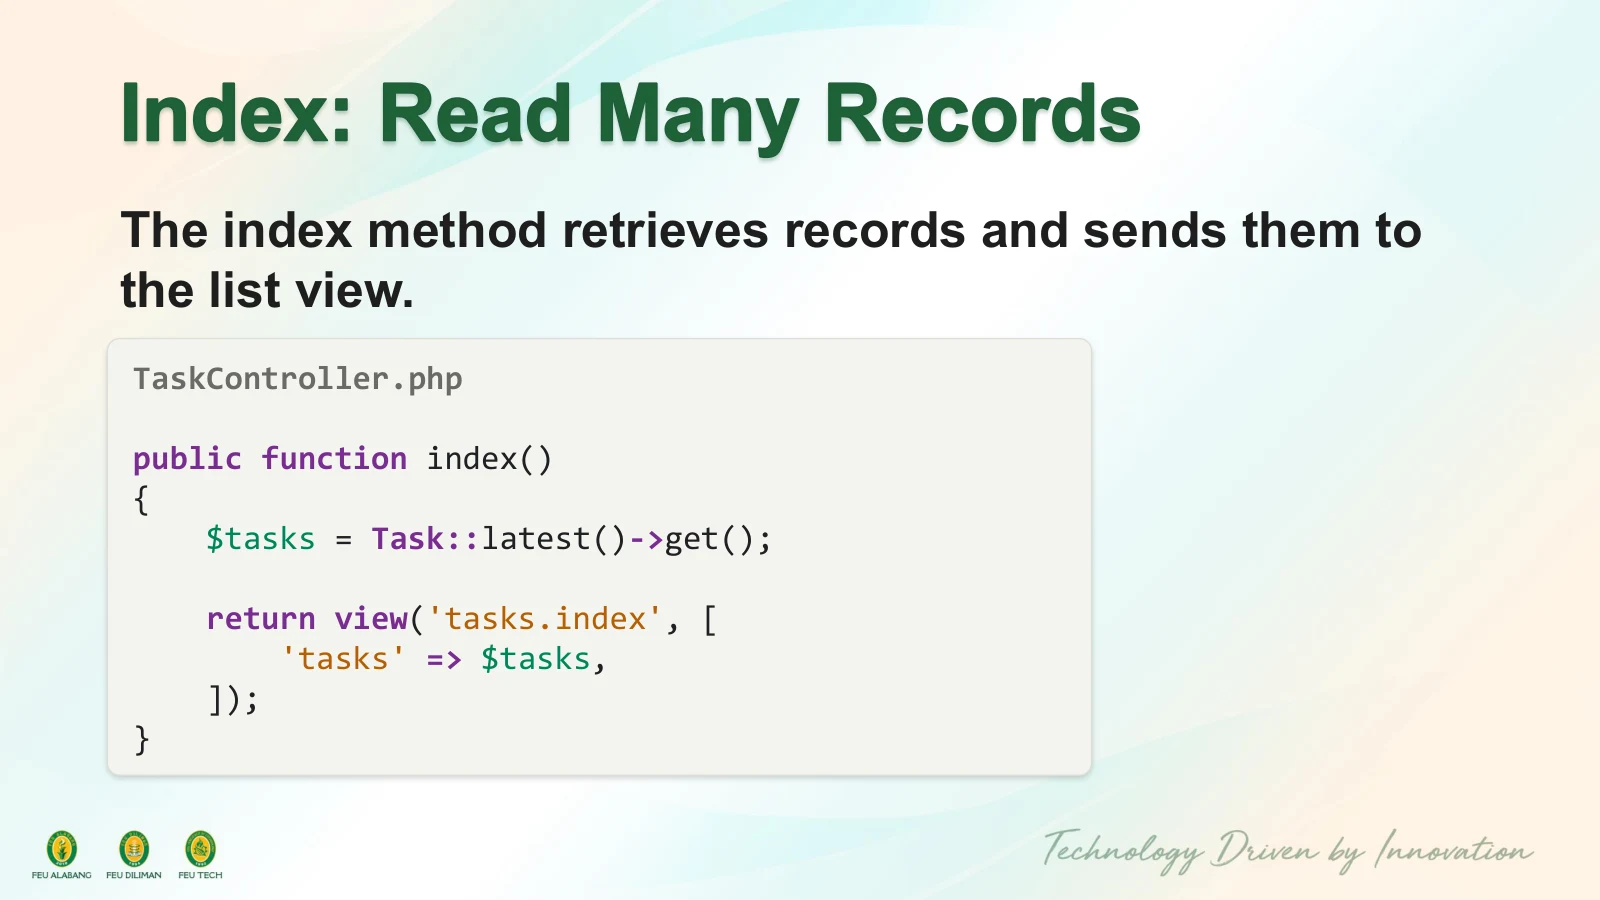 Index: Read Many Records
The index method retrieves records and sends them to
the list view.
TaskController.php
public function index()
{
    $tasks = Task::latest()->get();
    return view('tasks.index', [
        'tasks' => $tasks,
    ]);
}
FEU ALABANG
FEU DILIMAN
FEU TECH
Technology Driven by Innovation